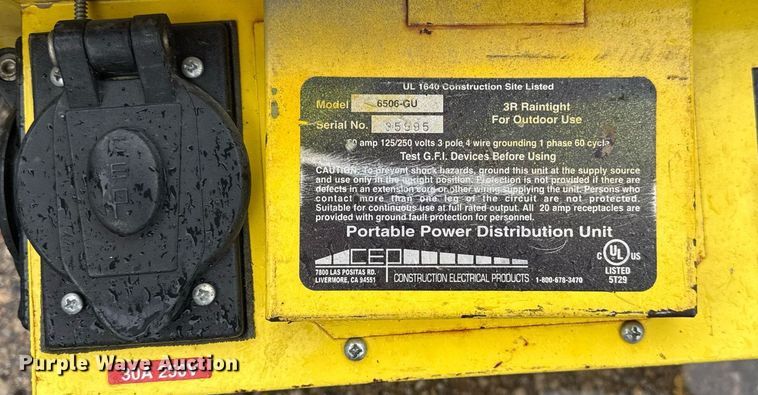 UL 1640 Construction Site Listed
Model 6506-GU
3R Raintight
Serial No. 35995
For Outdoor Use
0 amp 125/250 volts 3 pole 4 wire grounding 1 phase 60 cycle
Test G.F.I. Devices Before Using
CAUTION: To prevent shock hazards, ground this unit at the supply source
and use only in the upright position. Protection is not provided if there are
defects in an extension cord or other wiring supplying the unit. Persons who
contact more than one leg of the circuit are not protected.
Suitable for continuous use at full rated output. All 20 amp receptacles are
provided with ground fault protection for personnel.
Portable Power Distribution Unit
CEP
7800 LAS POSITAS RD.
LIVERMORE, CA 94551
CONSTRUCTION ELECTRICAL PRODUCTS 1-800-678-3470
C UL US
LISTED
5T29
30A 250V
Purple Wave Auction